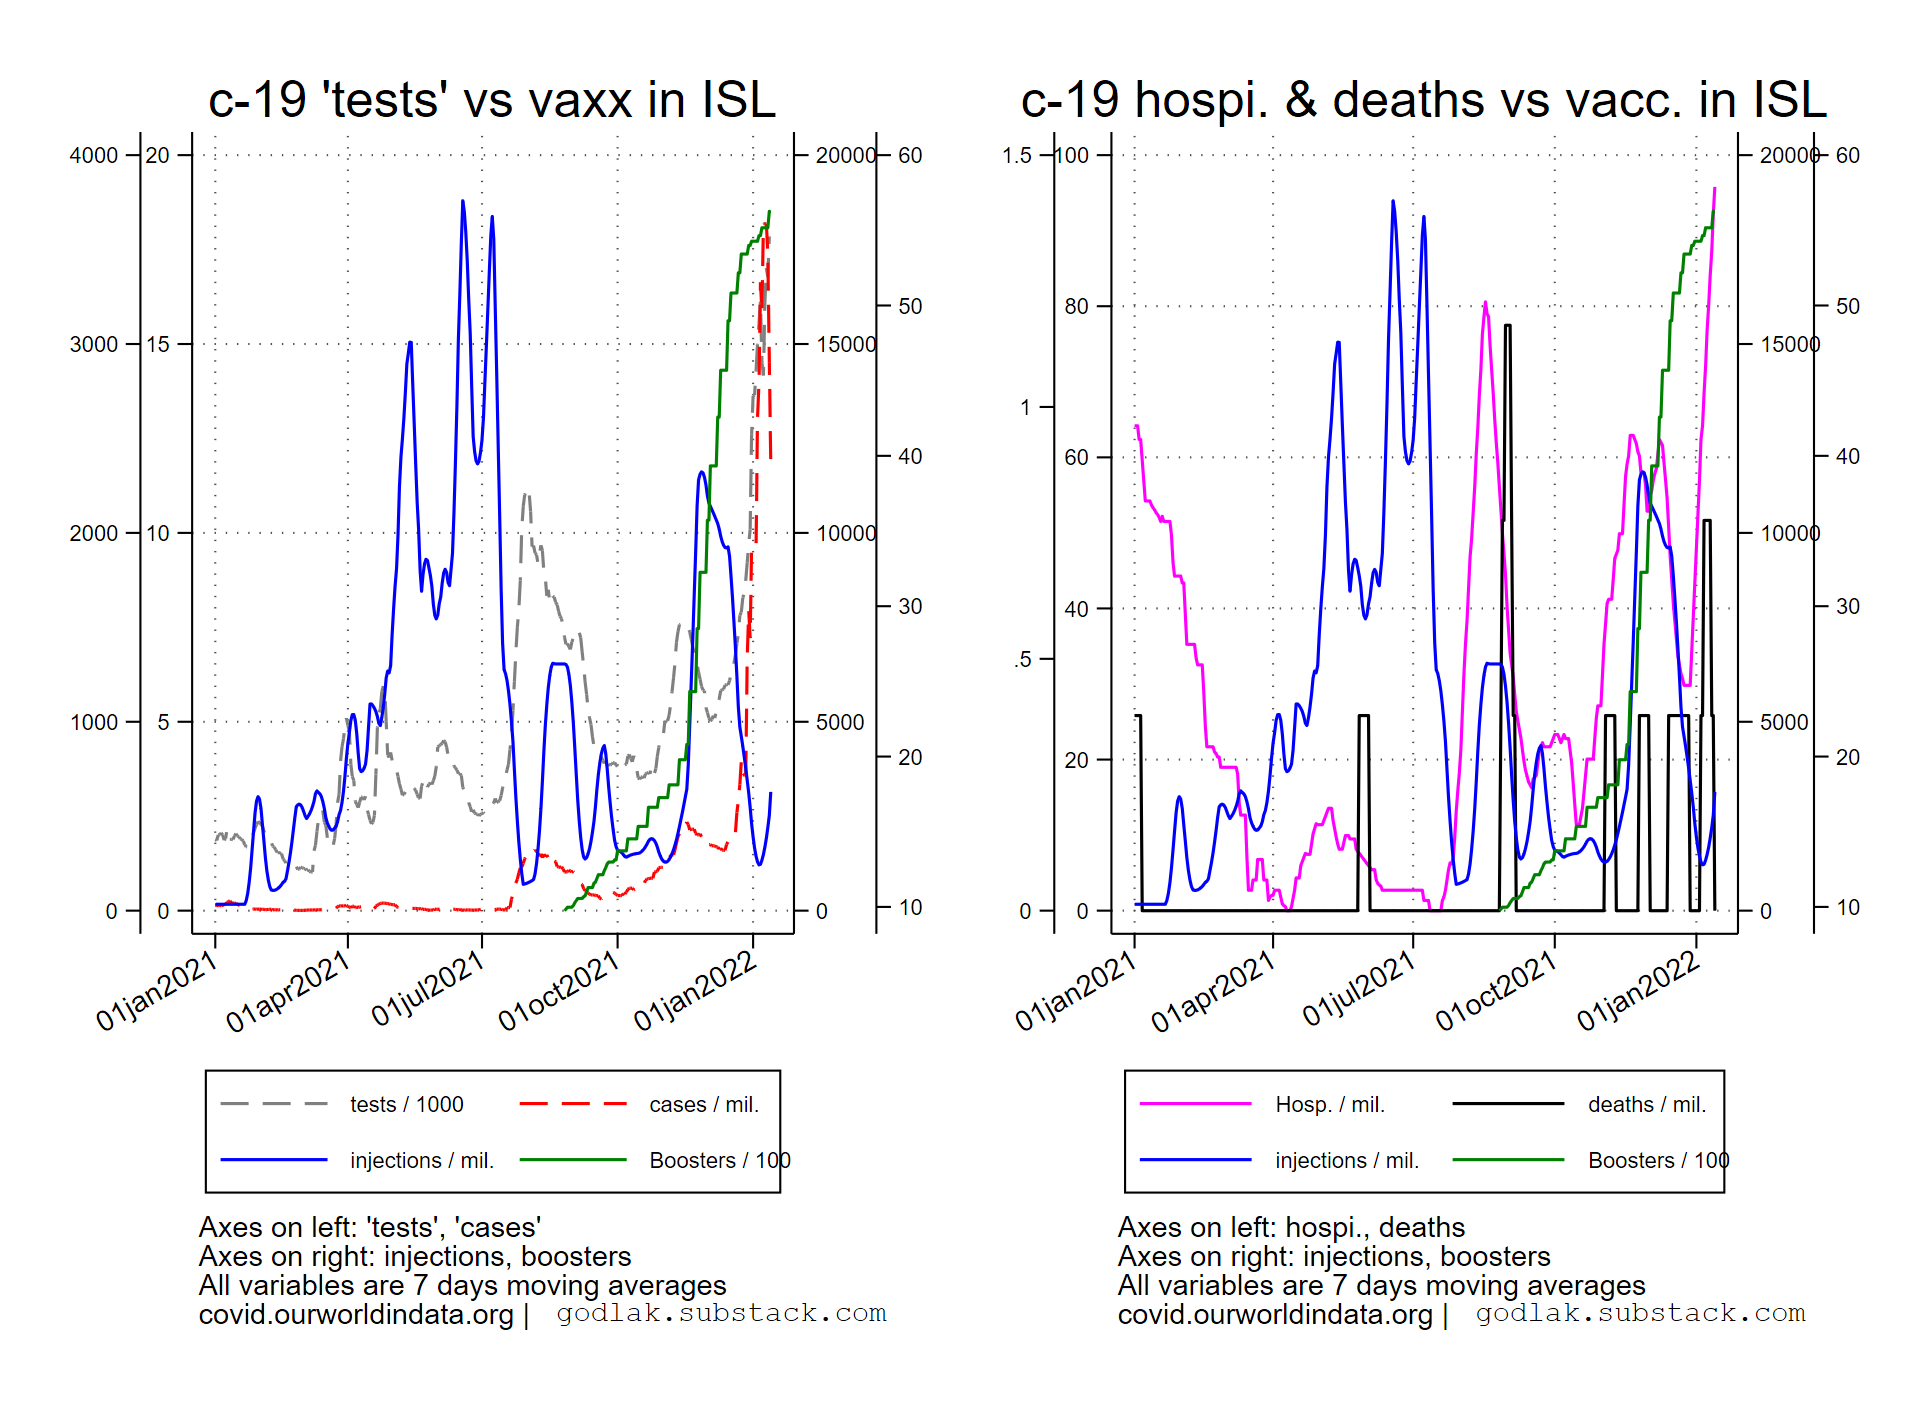 c-19 'tests' vs vaxx in ISL
4000 20 20000 60
50
3000 15 15000
40
2000 10 10000
30
1000 5 5000
20
0 0 0 10
01jan2021 01apr2021 01jul2021 01oct2021 01jan2022
tests / 1000 cases / mil.
injections / mil. Boosters / 100
Axes on left: 'tests', 'cases'
Axes on right: injections, boosters
All variables are 7 days moving averages
covid.ourworldindata.org | godlak.substack.com
c-19 hospi. & deaths vs vacc. in ISL
1.5 100 20000 60
80 50
15000
1
60 40
10000
40 30
.5
5000
20 20
0 0 0 10
01jan2021 01apr2021 01jul2021 01oct2021 01jan2022
Hosp. / mil. deaths / mil.
injections / mil. Boosters / 100
Axes on left: hospi., deaths
Axes on right: injections, boosters
All variables are 7 days moving averages
covid.ourworldindata.org | godlak.substack.com